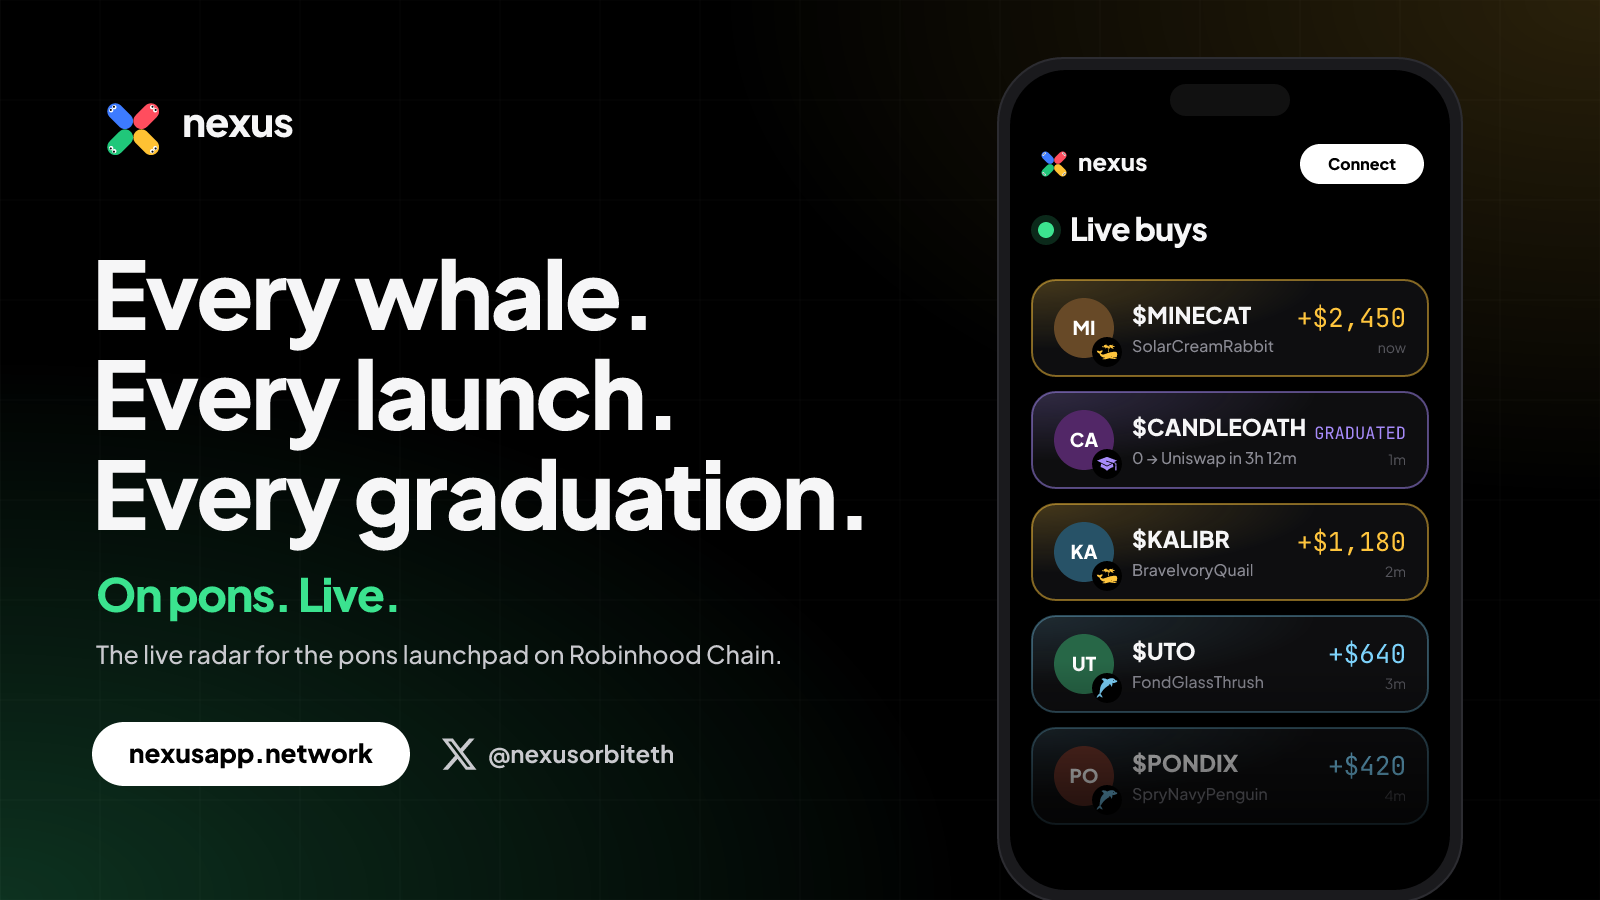 nexus
Every whale.
Every launch.
Every graduation.
On pons. Live.
The live radar for the pons launchpad on Robinhood Chain.
nexusapp.network
@nexusorbiteth
nexus
Connect
Live buys
MI
$MINECAT
+$2,450
SolarCreamRabbit
now
CA
$CANDLEOATH
GRADUATED
0 → Uniswap in 3h 12m
1m
KA
$KALIBR
+$1,180
BraveIvoryQuail
2m
UT
$UTO
+$640
FondGlassThrush
3m
PO
$PONDIX
+$420
SpryNavyPenguin
4m